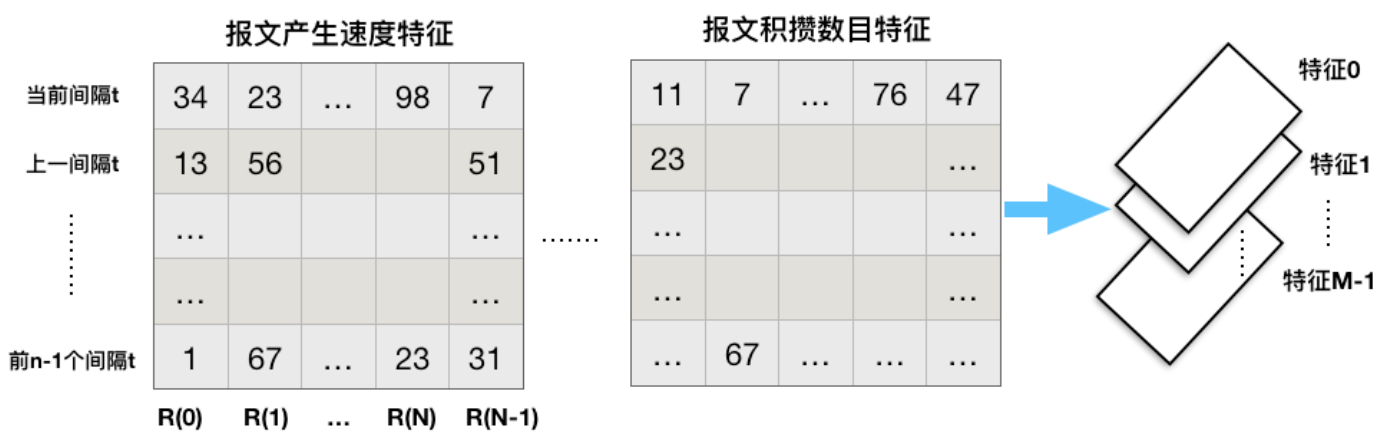 报文产生速度特征
报文积攒数目特征
当前间隔t 34 23 … 98 7
11 7 … 76 47
特征0
上一间隔t 13 56 51
23 …
特征1
… …
… …
.......
… …
… …
特征M-1
前n-1个间隔t 1 67 … 23 31
… 67 … … …
R(0) R(1) … R(N) R(N-1)